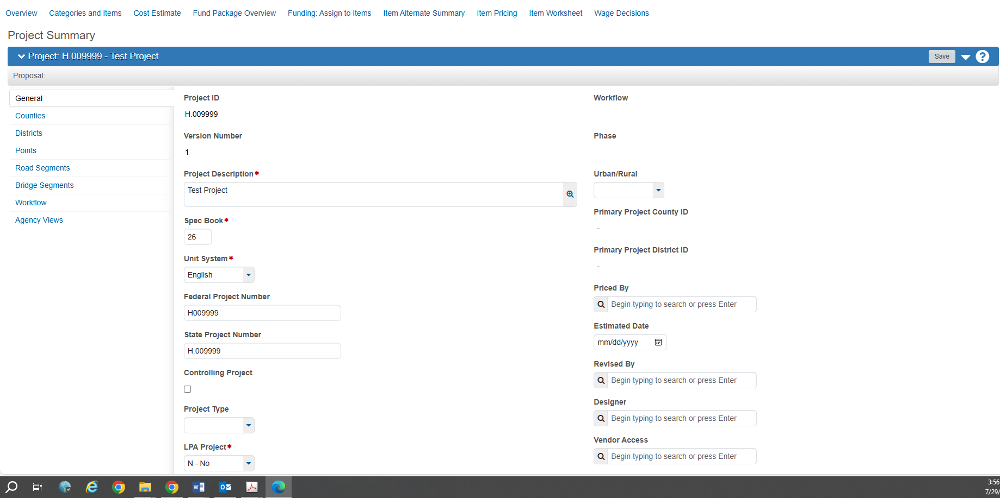 Overview Categories and Items Cost Estimate Fund Package Overview Funding: Assign to Items Item Alternate Summary Item Pricing Item Worksheet Wage Decisions
Project Summary
Project: H.009999 - Test Project Save ?
Proposal:
General
Counties
Districts
Points
Road Segments
Bridge Segments
Workflow
Agency Views
Project ID
H.009999
Version Number
1
Project Description*
Test Project
Spec Book*
26
Unit System*
English
Federal Project Number
H009999
State Project Number
H.009999
Controlling Project
Project Type
LPA Project*
N - No
Workflow
Phase
Urban/Rural
Primary Project County ID
-
Primary Project District ID
-
Priced By
Begin typing to search or press Enter
Estimated Date
mm/dd/yyyy
Revised By
Begin typing to search or press Enter
Designer
Begin typing to search or press Enter
Vendor Access
Begin typing to search or press Enter
3:56
7/29/